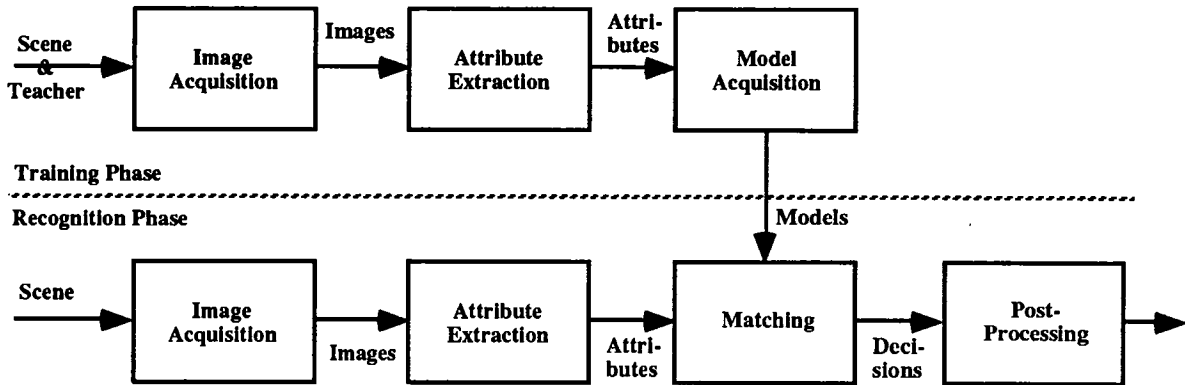 Scene
&
Teacher
Image
Acquisition
Images
Attribute
Extraction
Attri-
butes
Model
Acquisition
Training Phase
Recognition Phase
Models
Scene
Image
Acquisition
Images
Attribute
Extraction
Attri-
butes
Matching
Deci-
sions
Post-
Processing